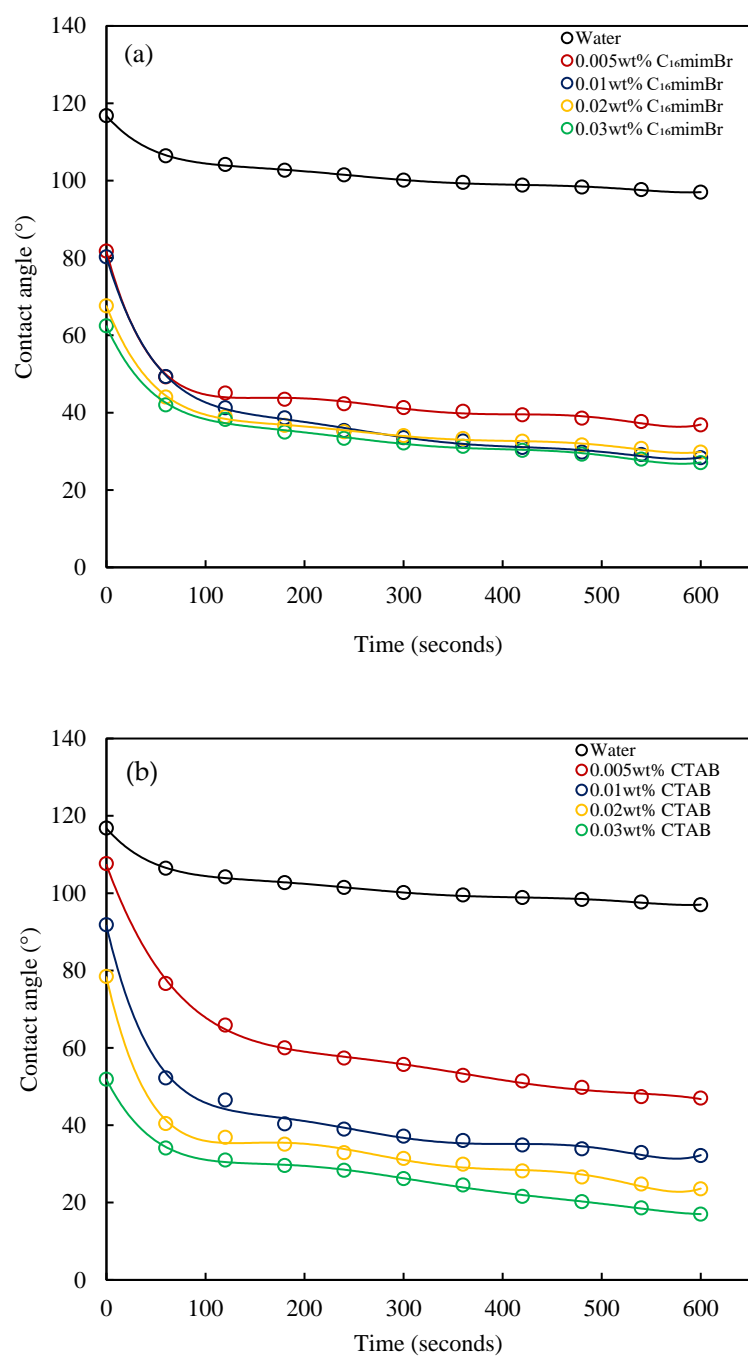 (a)
Water
0.005wt% C₁₆mimBr
0.01wt% C₁₆mimBr
0.02wt% C₁₆mimBr
0.03wt% C₁₆mimBr
140
120
100
80
60
40
20
0
Contact angle (°)
0 100 200 300 400 500 600
Time (seconds)
(b)
Water
0.005wt% CTAB
0.01wt% CTAB
0.02wt% CTAB
0.03wt% CTAB
140
120
100
80
60
40
20
0
Contact angle (°)
0 100 200 300 400 500 600
Time (seconds)